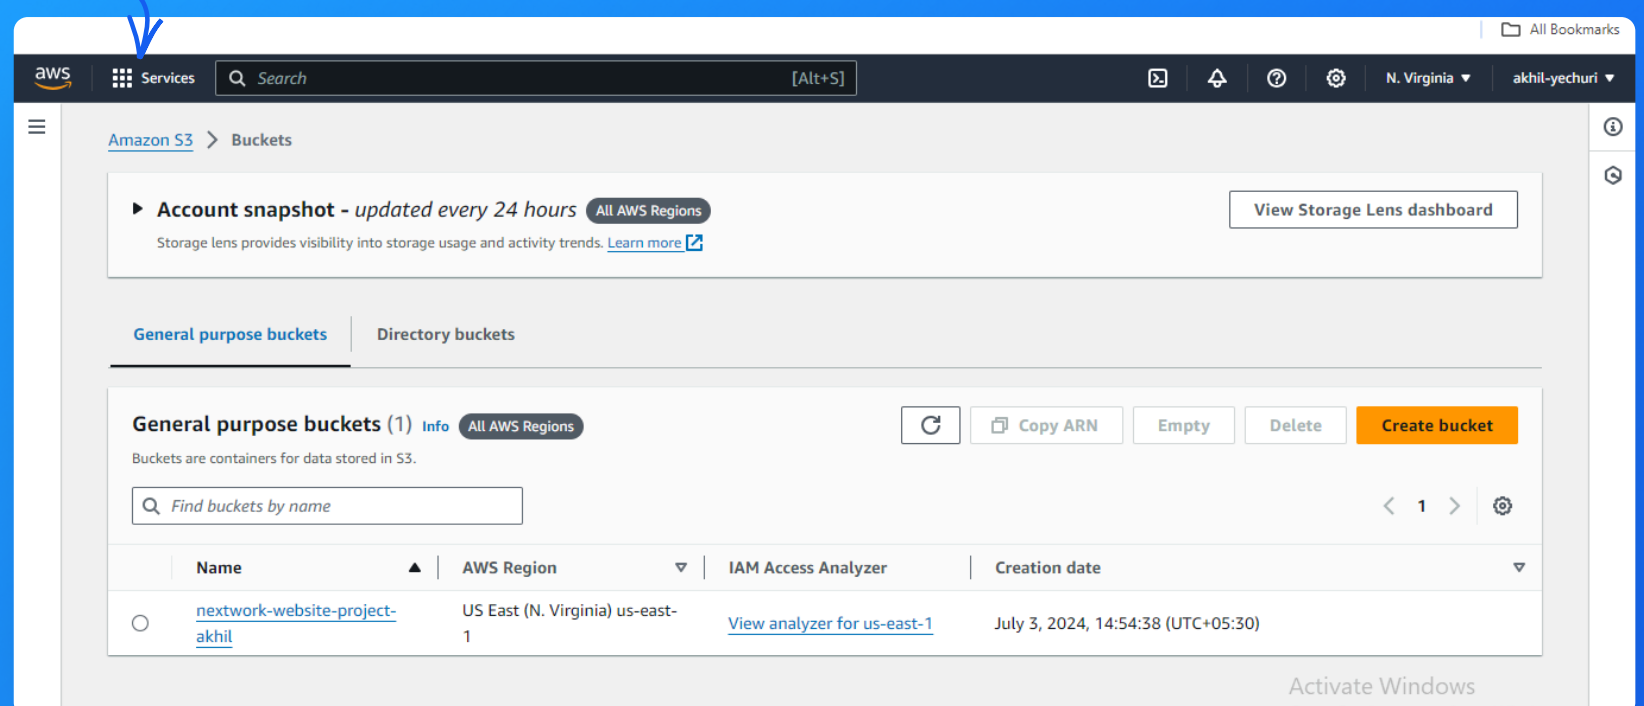 All Bookmarks
aws Services Search [Alt+S] N. Virginia akhil-yechuri
Amazon S3 Buckets
Account snapshot - updated every 24 hours All AWS Regions View Storage Lens dashboard
Storage lens provides visibility into storage usage and activity trends. Learn more
General purpose buckets Directory buckets
General purpose buckets (1) Info All AWS Regions Copy ARN Empty Delete Create bucket
Buckets are containers for data stored in S3.
Find buckets by name 1
Name AWS Region IAM Access Analyzer Creation date
nextwork-website-project-
akhil
US East (N. Virginia) us-east-
1
View analyzer for us-east-1
July 3, 2024, 14:54:38 (UTC+05:30)
Activate Windows